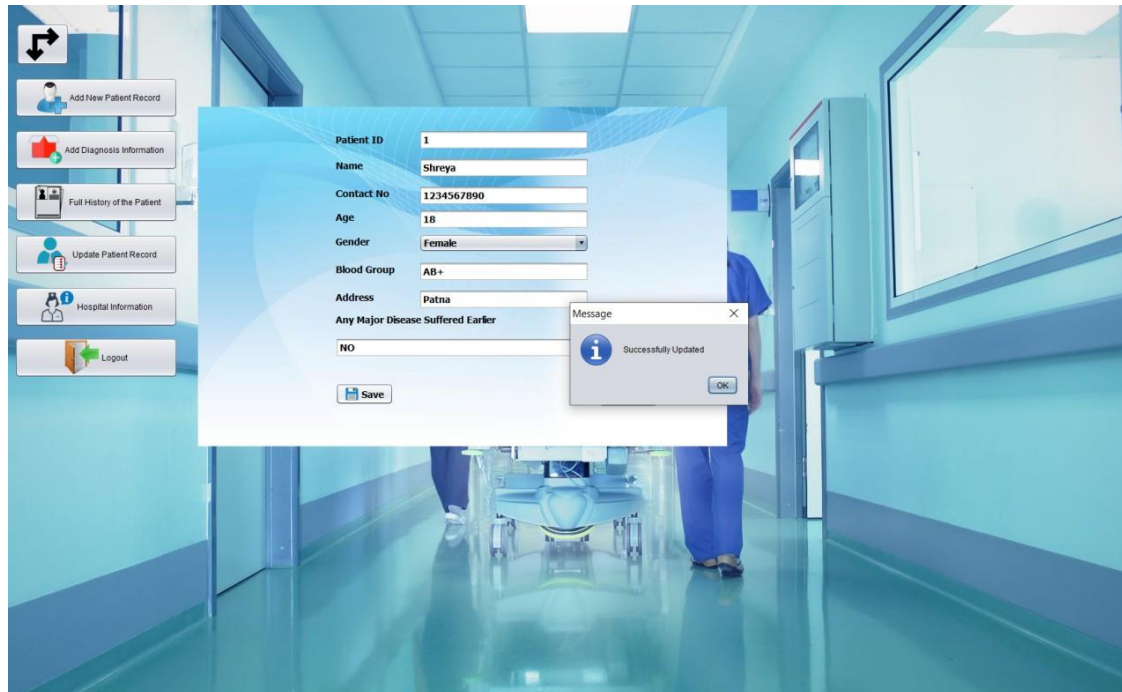 Add New Patient Record
Add Diagnosis Information
Full History of the Patient
Update Patient Record
Hospital Information
Logout
Patient ID 1
Name Shreya
Contact No 1234567890
Age 18
Gender Female
Blood Group AB+
Address Patna
Any Major Disease Suffered Earlier
NO
Save
Message
Successfully Updated
OK